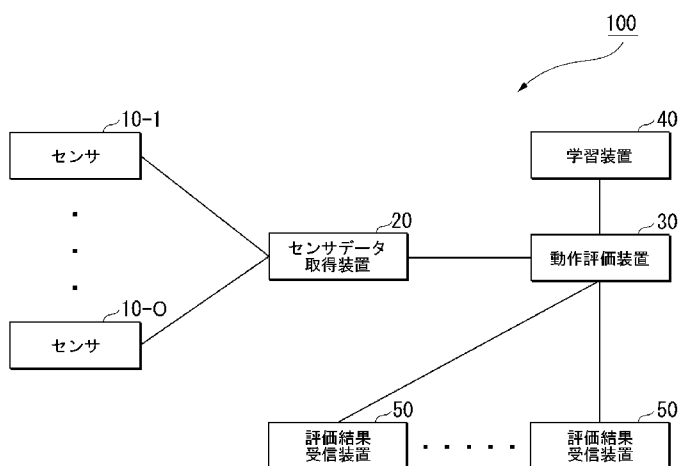 100
10-1
センサ
40
学習装置
20
センサデータ
取得装置
30
動作評価装置
10-O
センサ
50
評価結果
受信装置
50
評価結果
受信装置